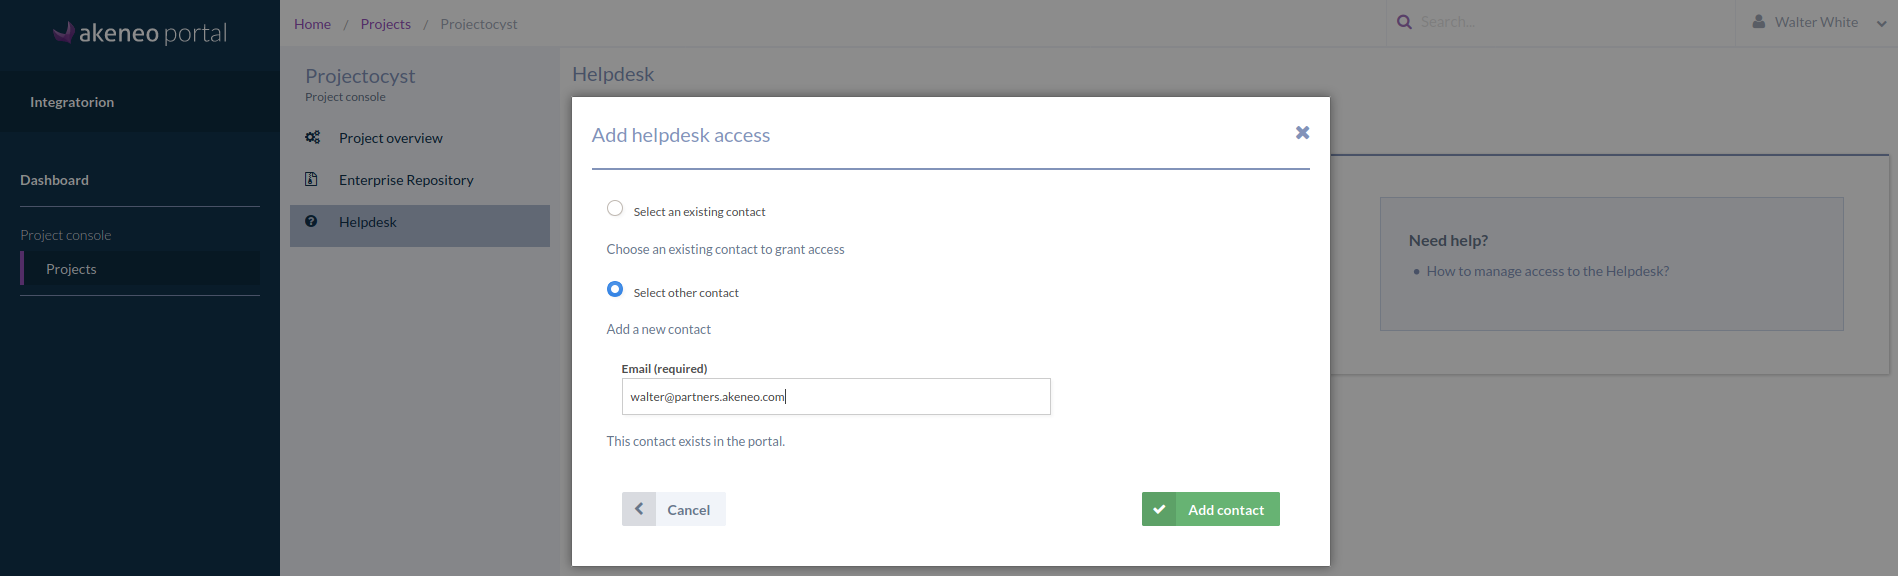 akeneo portal
Integratorion
Dashboard
Project console
Projects
Home / Projects / Projectocyst
Search...
Walter White
Projectocyst
Project console
Project overview
Enterprise Repository
Helpdesk
Helpdesk
Add helpdesk access
Select an existing contact
Choose an existing contact to grant access
Select other contact
Add a new contact
Email (required)
walter@partners.akeneo.com
This contact exists in the portal.
Cancel
Add contact
Need help?
• How to manage access to the Helpdesk?